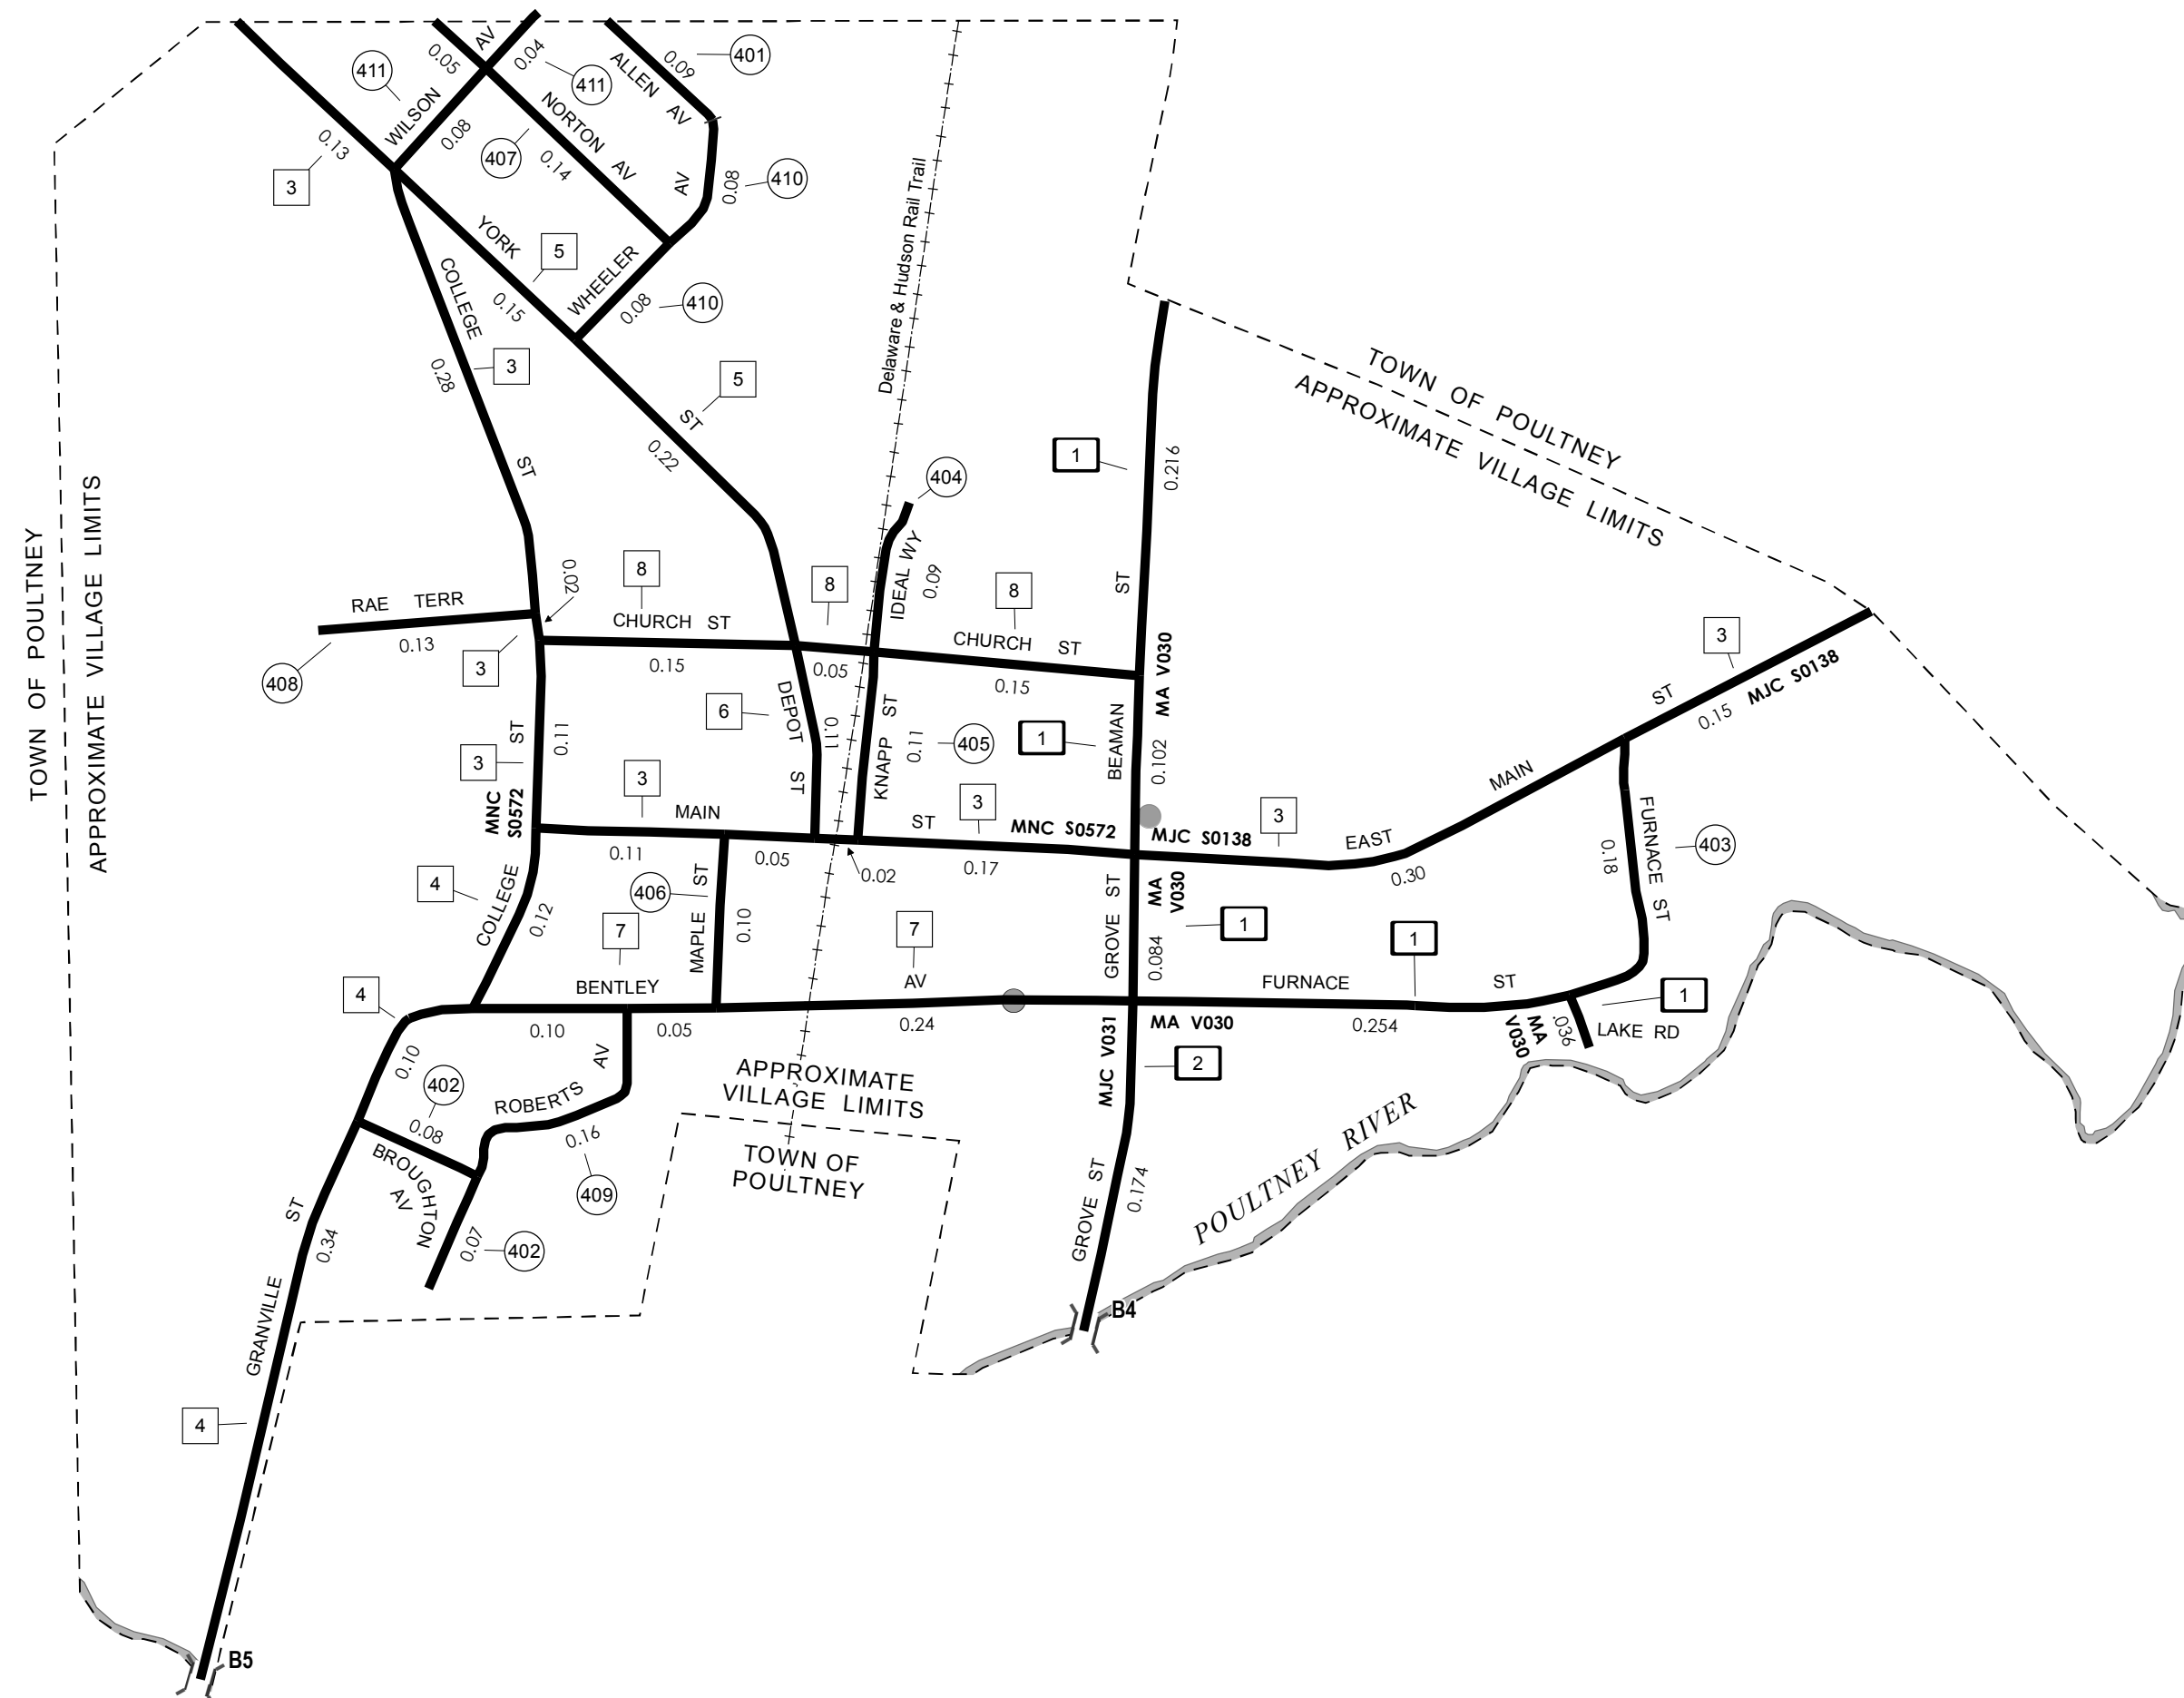 AV
0.05
0.04
411
411
ALLEN AV
0.09
401
WILSON
0.08
0.13
3
407
NORTON AV
0.14
AV
0.08
410
YORK
5
0.15
WHEELER
0.08
410
Delaware & Hudson Rail Trail
COLLEGE
0.28
3
ST
5
ST
0.22
TOWN OF POULTNEY
APPROXIMATE VILLAGE LIMITS
1
0.216
404
TOWN OF POULTNEY
APPROXIMATE VILLAGE LIMITS
0.02
8
8
IDEAL WY
0.09
8
ST
RAE TERR
0.13
408
3
CHURCH ST
0.15
0.05
CHURCH ST
0.15
MA V030
3
ST
0.15
MJC S0138
6
DEPOT
ST
0.11
KNAPP ST
0.11
405
1
BEAMAN
0.102
ST
0.11
3
MNC
S0572
3
MAIN
0.11
0.05
0.02
ST
3
0.17
MNC S0572
MJC S0138
3
EAST
0.30
MAIN
FURNACE ST
0.18
403
4
COLLEGE
0.12
406
MAPLE ST
0.10
7
7
GROVE ST
MA
V030
0.084
1
1
4
BENTLEY
0.10
0.05
AV
0.24
FURNACE
ST
0.254
MA V030
MA
V030
.036
LAKE RD
1
MJC V031
2
0.10
402
0.08
BROUGHTON
AV
0.07
402
ROBERTS
AV
0.16
409
APPROXIMATE
VILLAGE LIMITS
TOWN OF
POULTNEY
GROVE ST
0.174
POULTNEY RIVER
B4
ST
0.34
GRANVILLE
4
B5